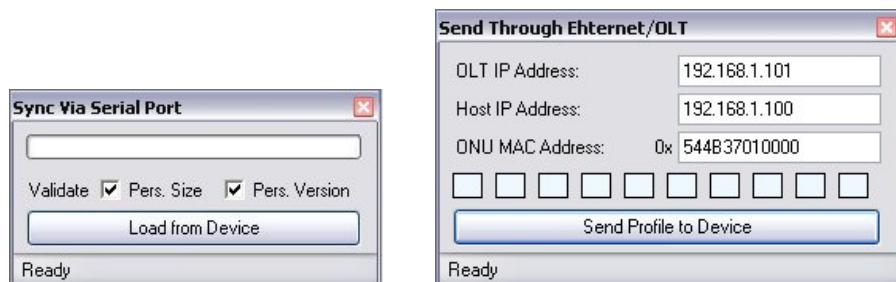 Sync Via Serial Port
Validate Pers. Size Pers. Version
Load from Device
Ready
Send Through Ehternet/OLT
OLT IP Address: 192.168.1.101
Host IP Address: 192.168.1.100
ONU MAC Address: 0x 544B37010000
Send Profile to Device
Ready